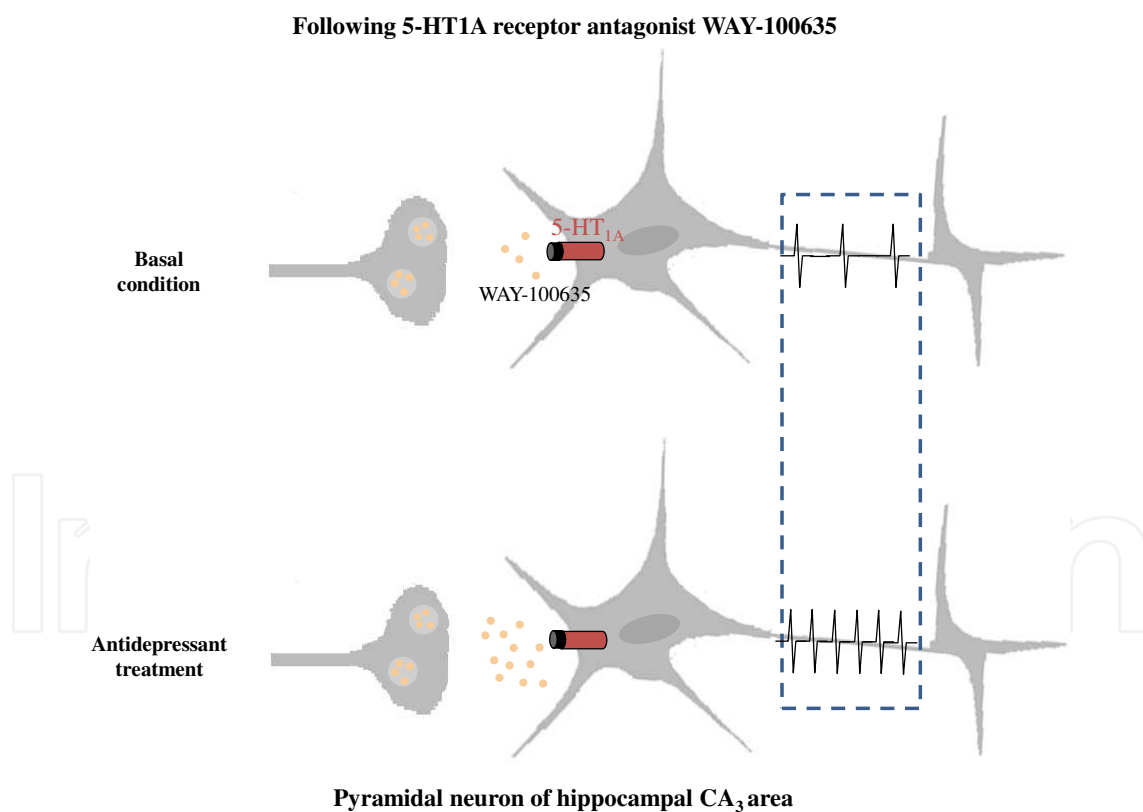 Following 5-HT1A receptor antagonist WAY-100635
5-HT1A
Basal
condition
WAY-100635
Antidepressant
treatment
Pyramidal neuron of hippocampal CA3 area